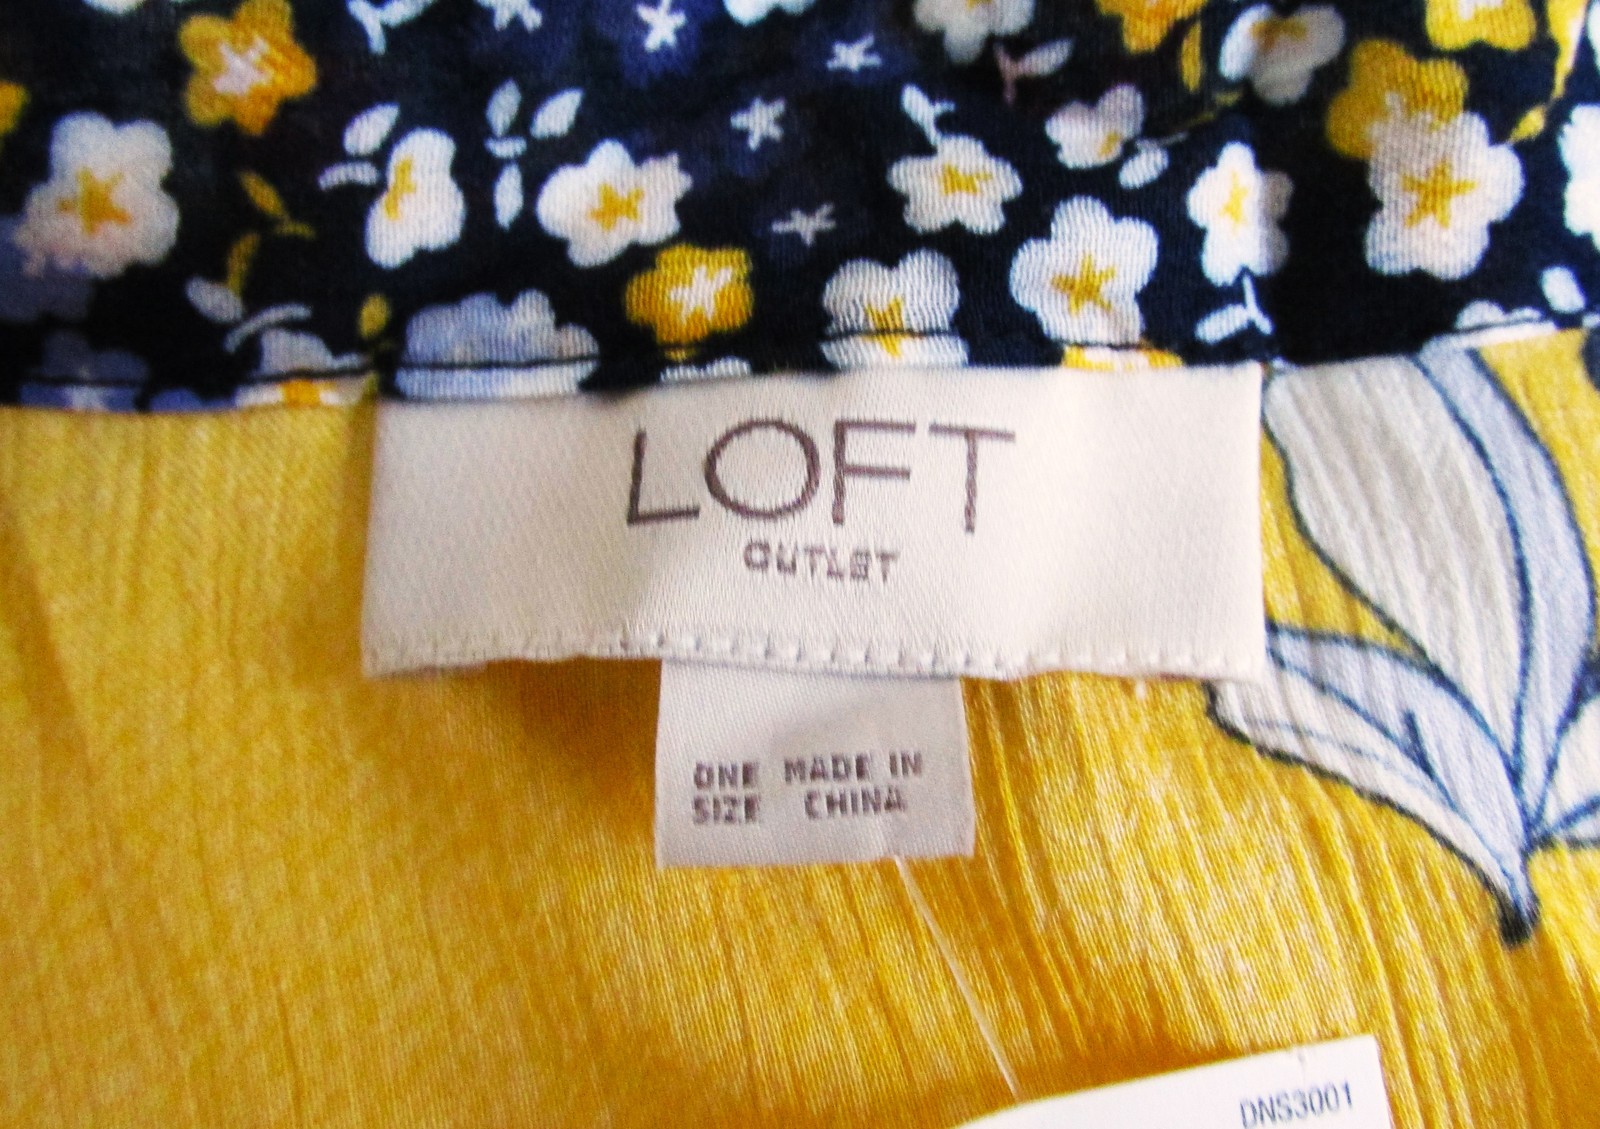 LOFT
OUTLET
ONE MADE IN
SIZE CHINA
DNS3001